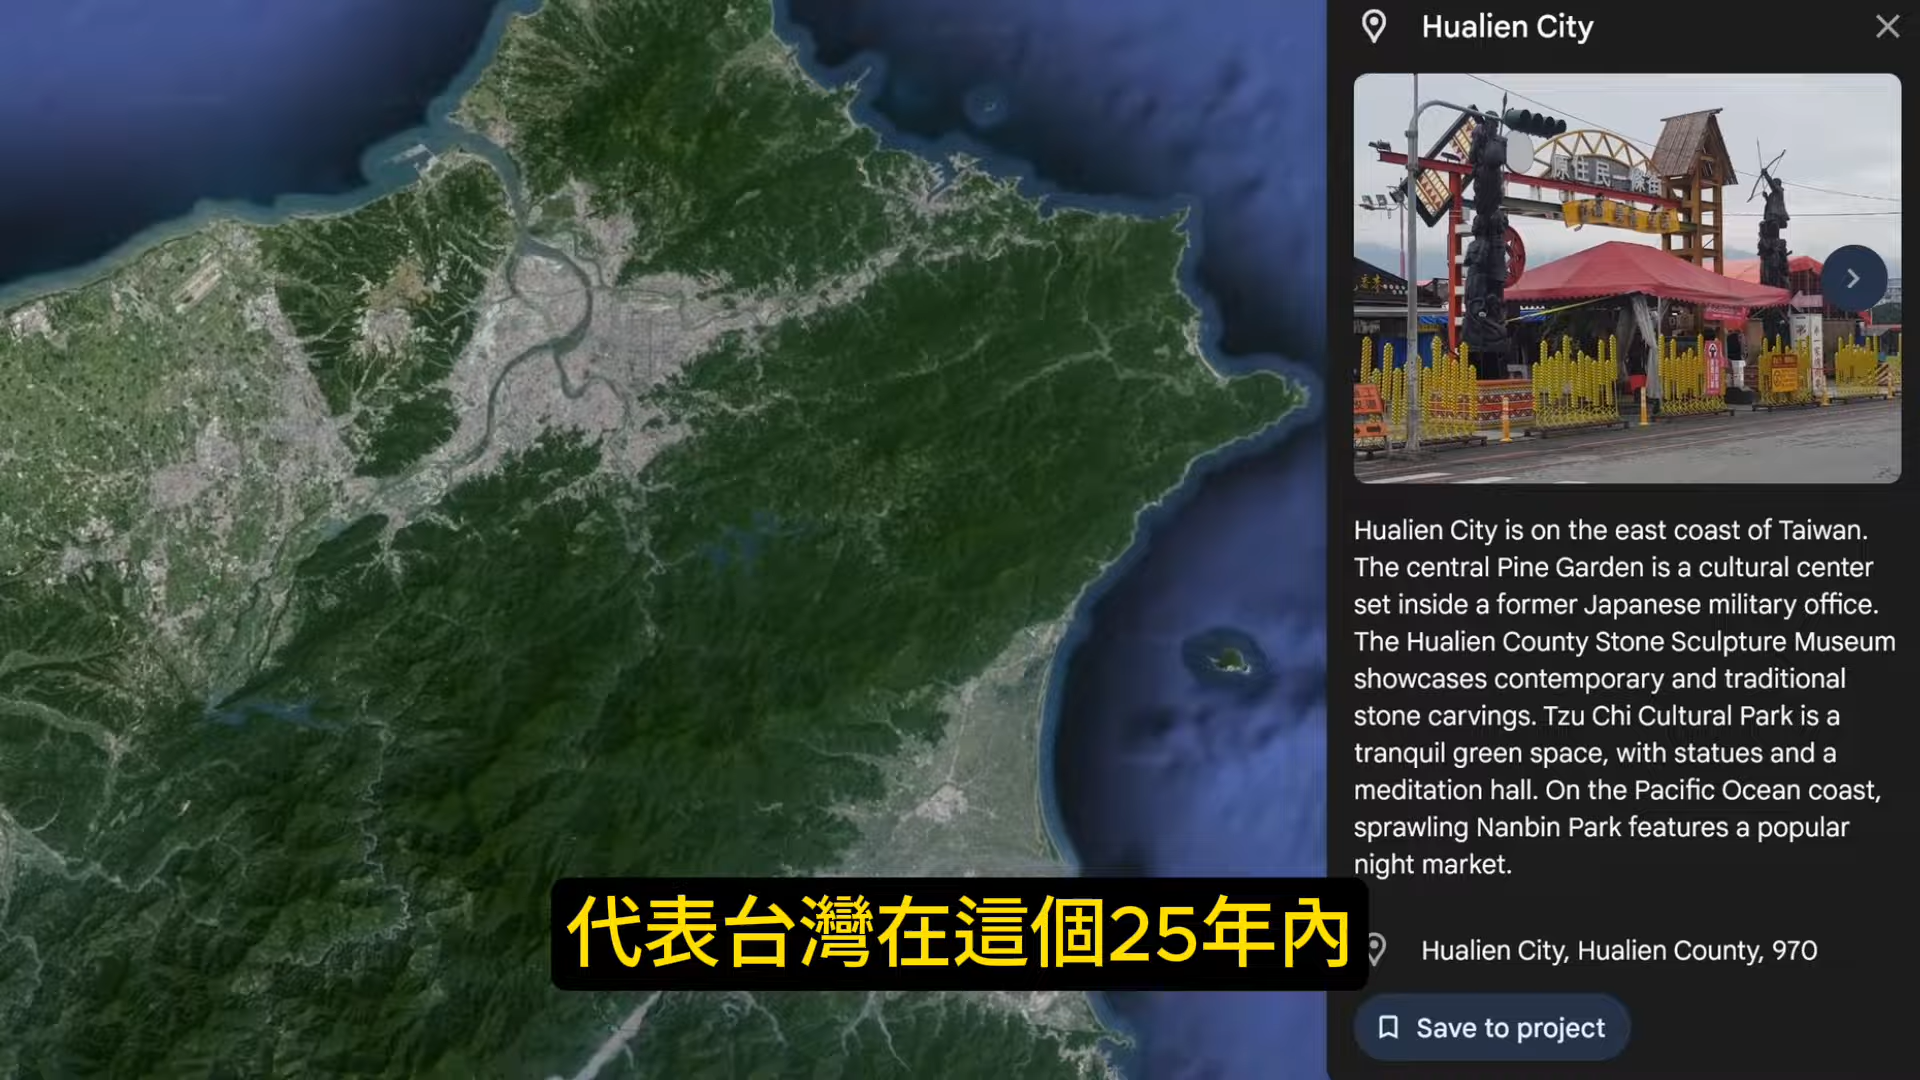 Hualien City
原住民一條街
Hualien City is on the east coast of Taiwan.
The central Pine Garden is a cultural center
set inside a former Japanese military office.
The Hualien County Stone Sculpture Museum
showcases contemporary and traditional
stone carvings. Tzu Chi Cultural Park is a
tranquil green space, with statues and a
meditation hall. On the Pacific Ocean coast,
sprawling Nanbin Park features a popular
night market.
代表台灣在這個25年內
Hualien City, Hualien County, 970
Save to project